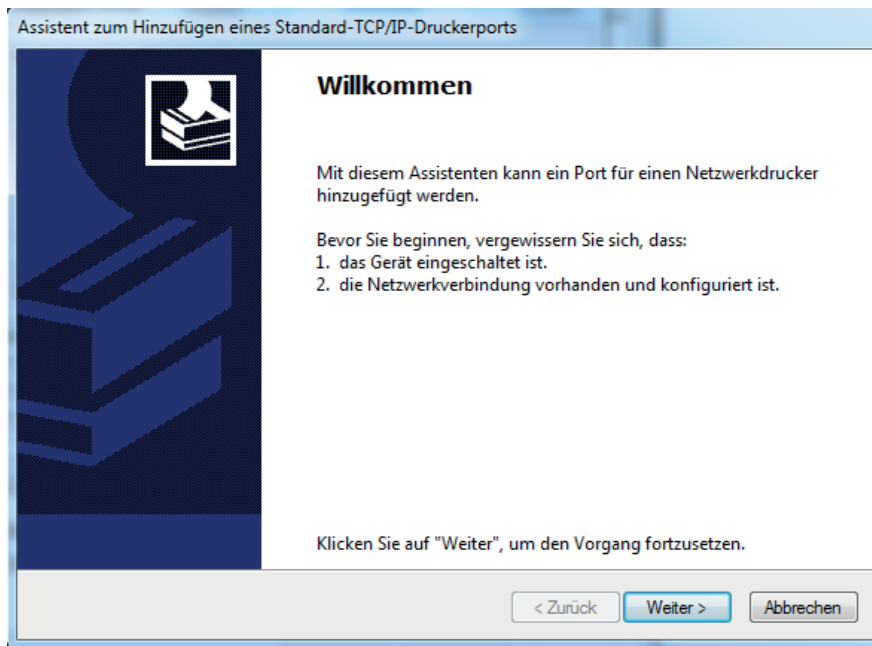 Assistent zum Hinzufügen eines Standard-TCP/IP-Druckerports
Willkommen
Mit diesem Assistenten kann ein Port für einen Netzwerkdrucker
hinzugefügt werden.
Bevor Sie beginnen, vergewissern Sie sich, dass:
1. das Gerät eingeschaltet ist.
2. die Netzwerkverbindung vorhanden und konfiguriert ist.
Klicken Sie auf "Weiter", um den Vorgang fortzusetzen.
< Zurück Weiter > Abbrechen